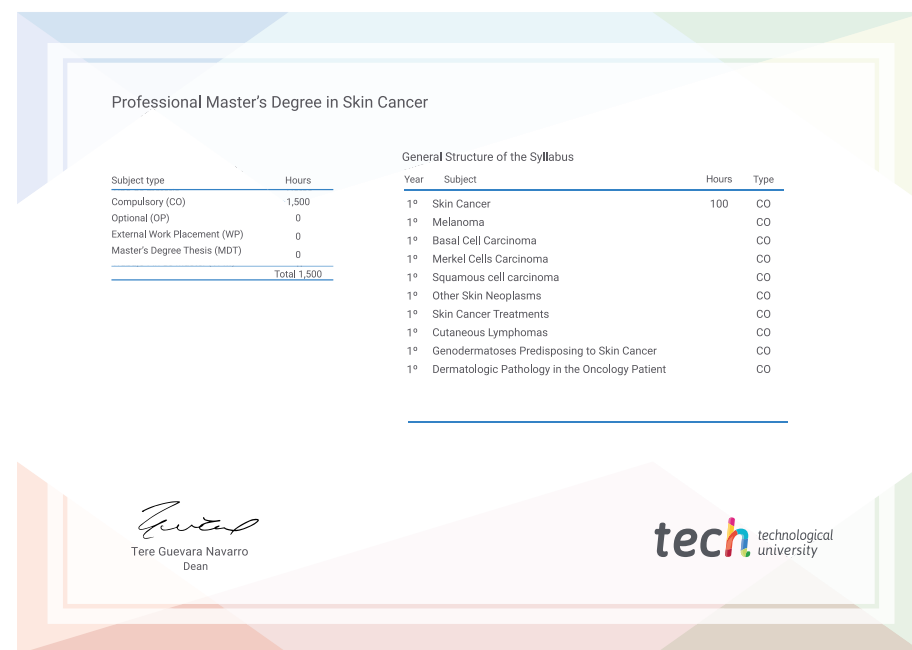 Professional Master's Degree in Skin Cancer
Subject type Hours
Compulsory (CO) 1,500
Optional (OP) 0
External Work Placement (WP) 0
Master's Degree Thesis (MDT) 0
Total 1,500
General Structure of the Syllabus
Year Subject Hours Type
1º Skin Cancer 100 CO
1º Melanoma CO
1º Basal Cell Carcinoma CO
1º Merkel Cells Carcinoma CO
1º Squamous cell carcinoma CO
1º Other Skin Neoplasms CO
1º Skin Cancer Treatments CO
1º Cutaneous Lymphomas CO
1º Genodermatoses Predisposing to Skin Cancer CO
1º Dermatologic Pathology in the Oncology Patient CO
Tere Guevara Navarro
Dean
tech technological
university